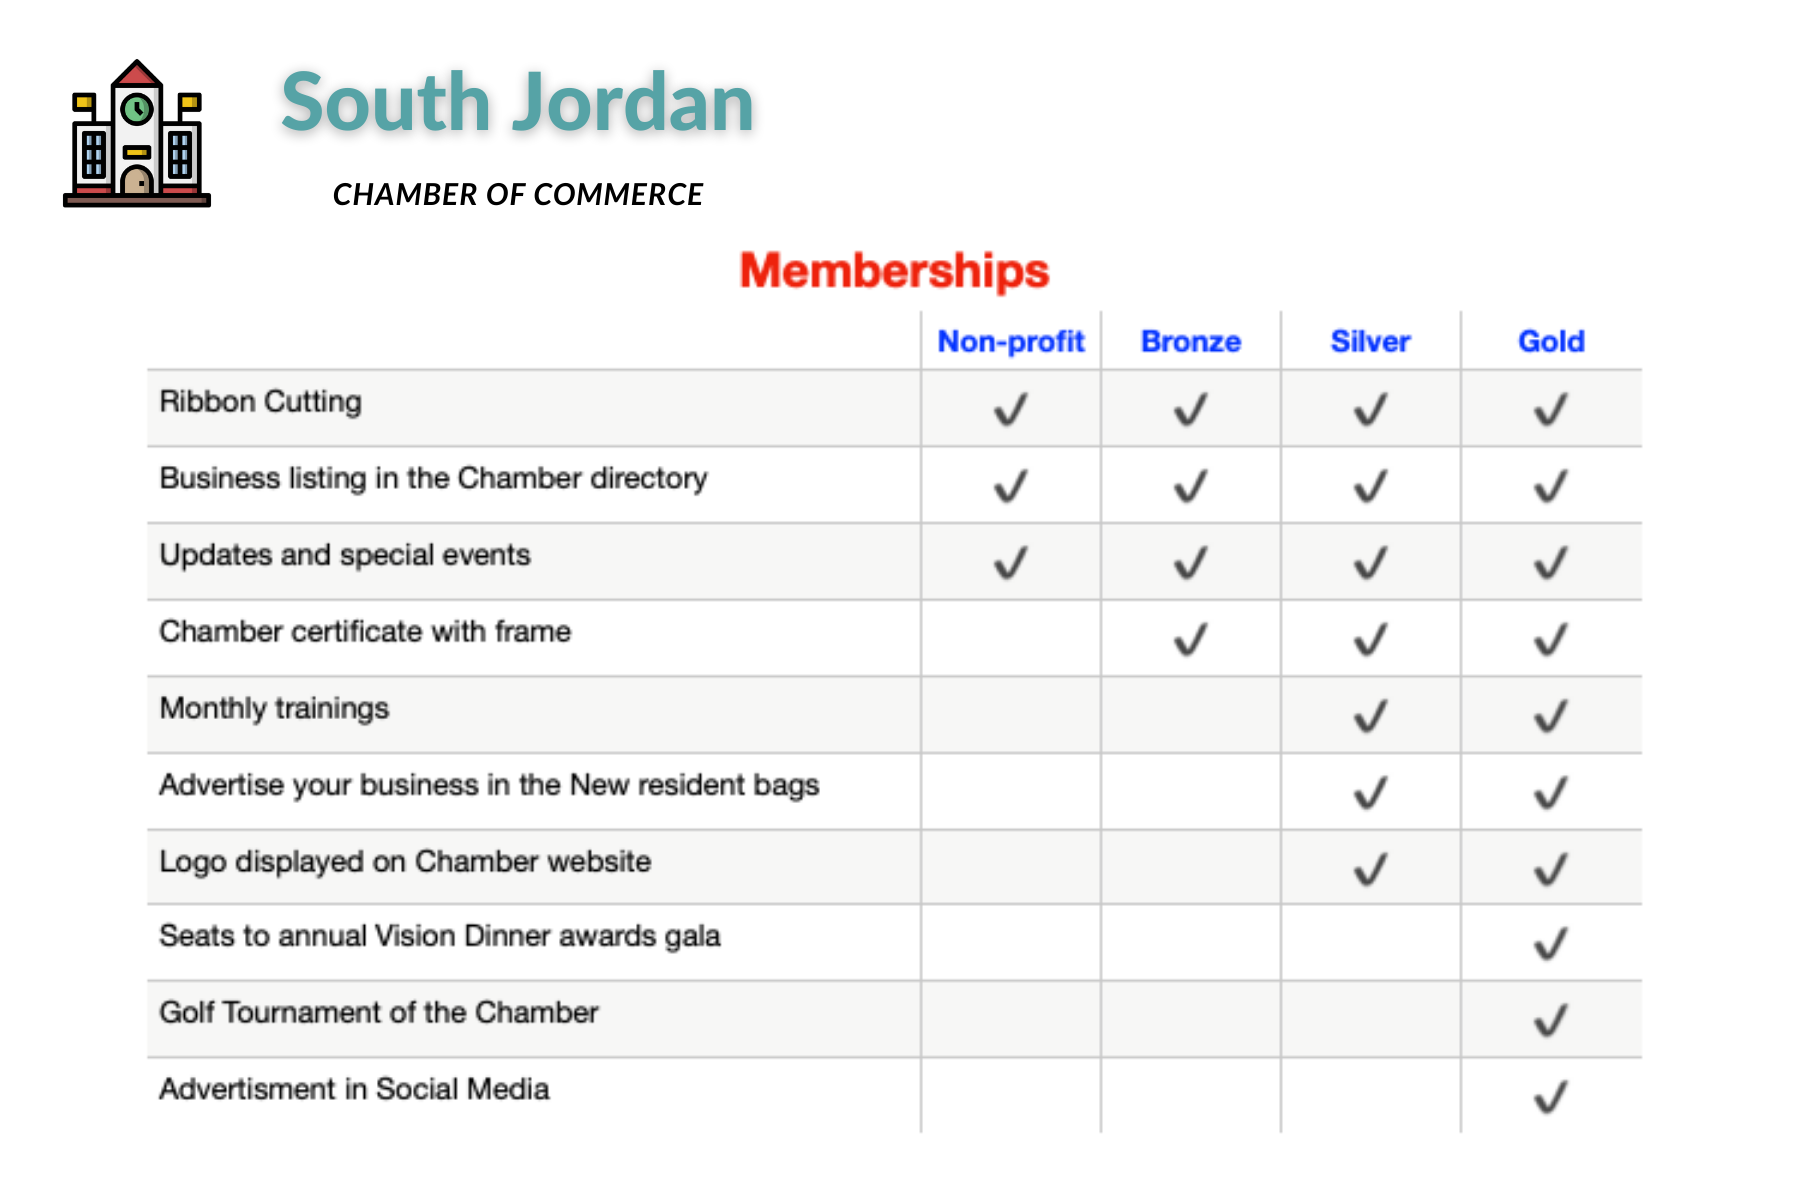 South Jordan
CHAMBER OF COMMERCE
Memberships
Non-profit Bronze Silver Gold
Ribbon Cutting ✓ ✓ ✓ ✓
Business listing in the Chamber directory ✓ ✓ ✓ ✓
Updates and special events ✓ ✓ ✓ ✓
Chamber certificate with frame ✓ ✓ ✓
Monthly trainings ✓ ✓
Advertise your business in the New resident bags ✓ ✓
Logo displayed on Chamber website ✓ ✓
Seats to annual Vision Dinner awards gala ✓
Golf Tournament of the Chamber ✓
Advertisment in Social Media ✓